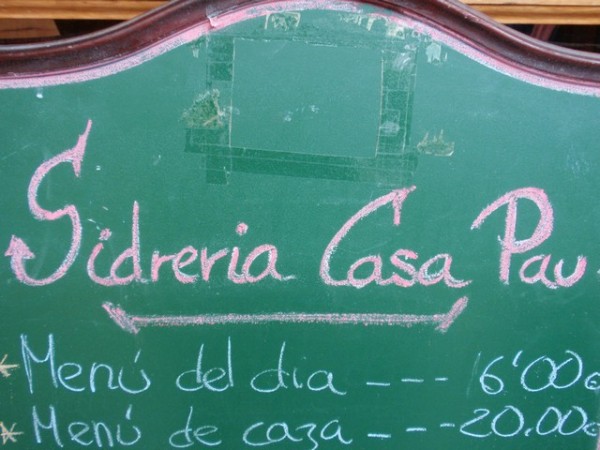 Sidreria Casa Pau
* Menú del dia --- 6'00€
* Menú de caza --- 20.00€